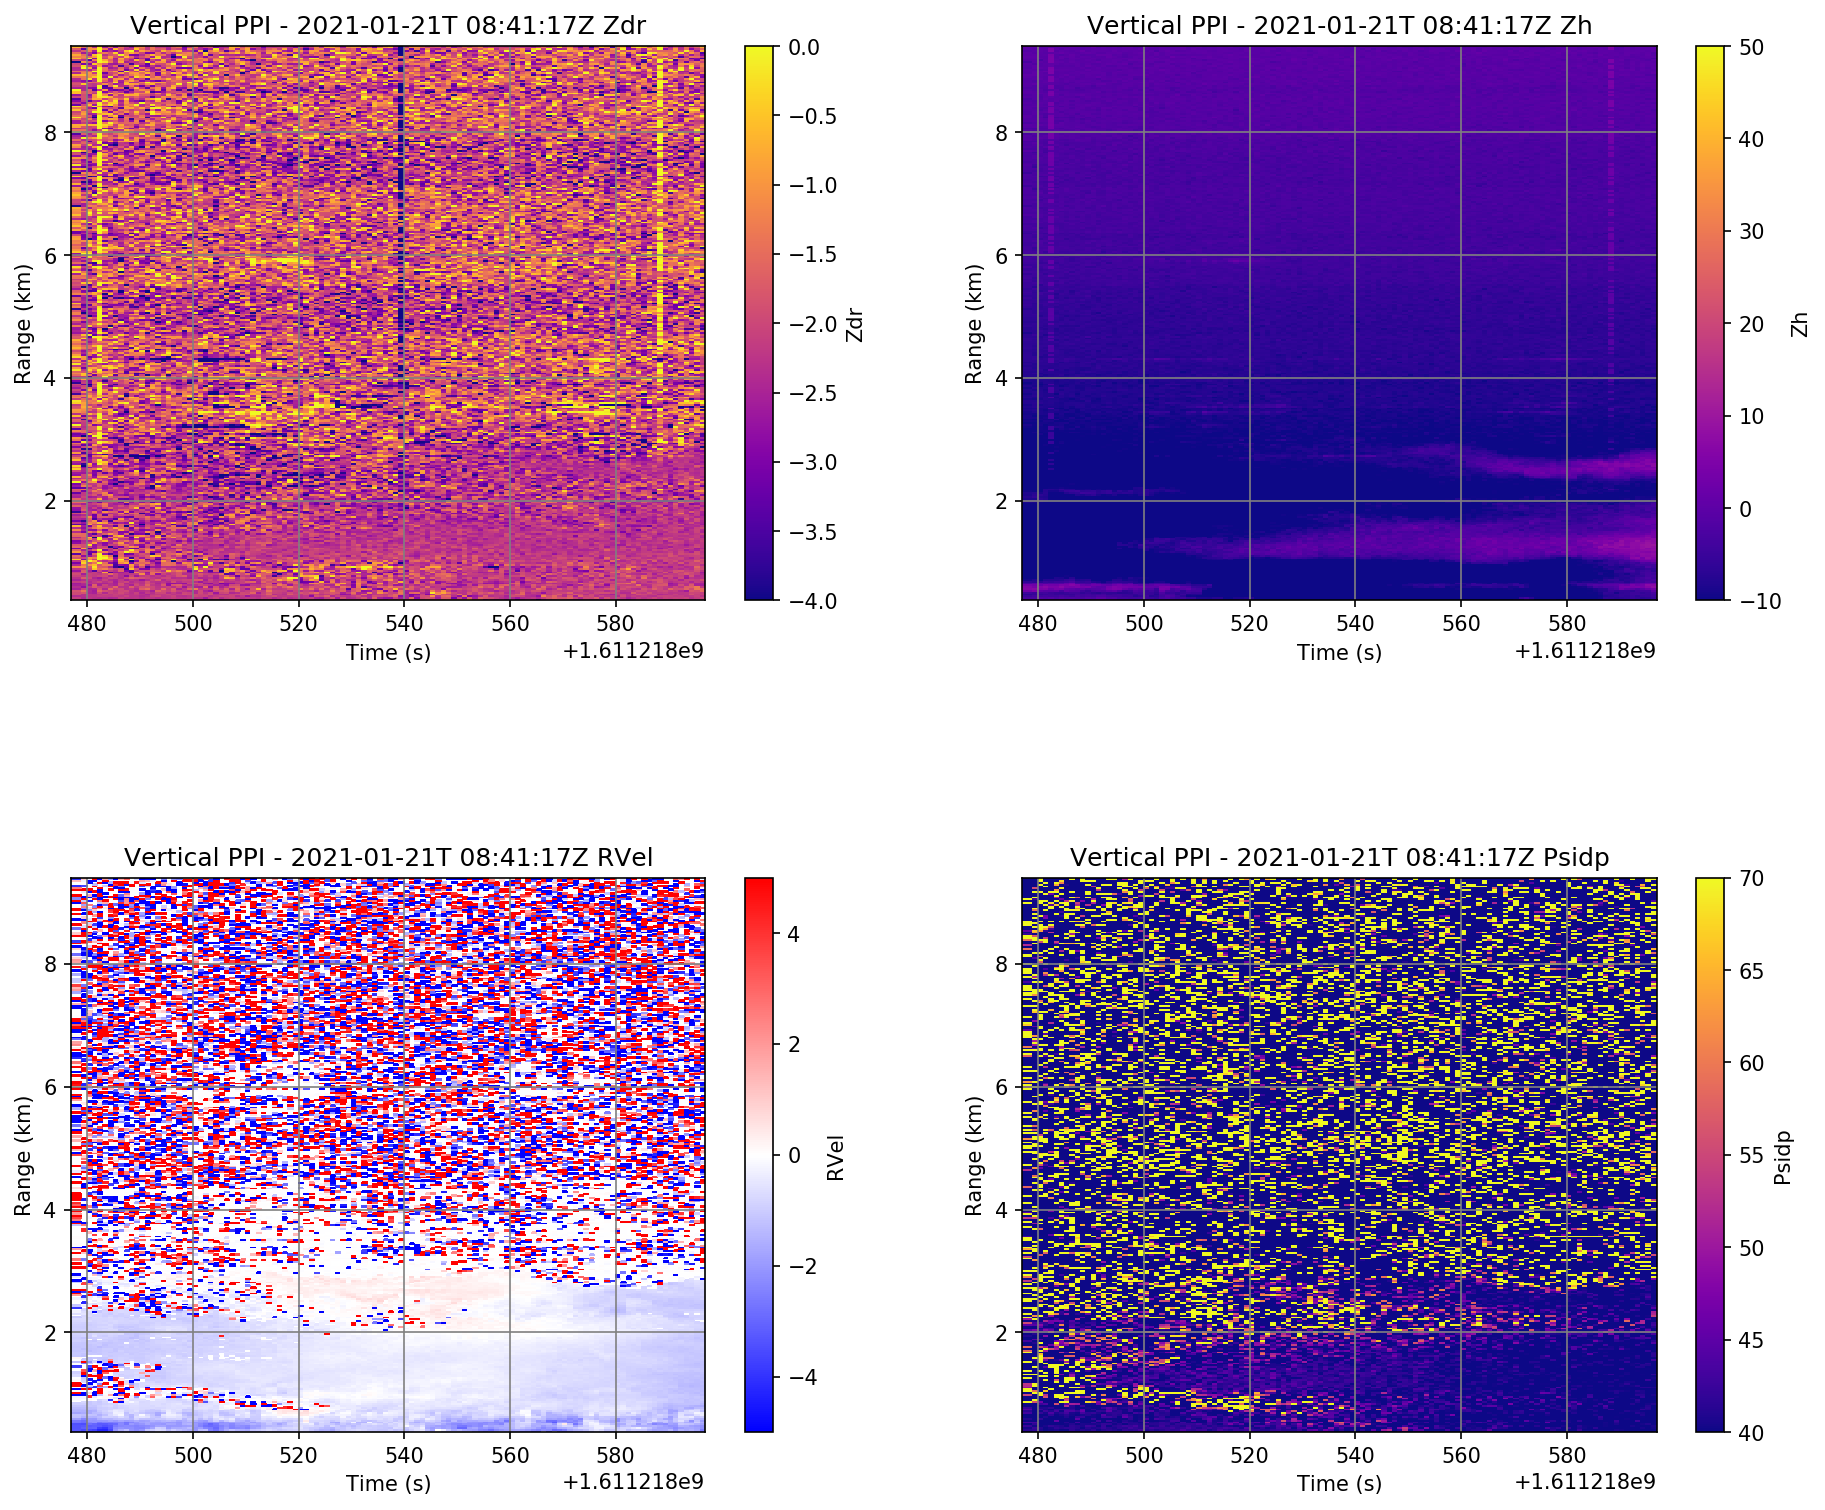 Vertical PPI - 2021-01-21T 08:41:17Z Zdr
Range (km)
8
6
4
2
480 500 520 540 560 580
Time (s)
+1.611218e9
0.0
−0.5
−1.0
−1.5
−2.0
−2.5
−3.0
−3.5
−4.0
Zdr
Vertical PPI - 2021-01-21T 08:41:17Z Zh
Range (km)
8
6
4
2
480 500 520 540 560 580
Time (s)
+1.611218e9
50
40
30
20
10
0
−10
Zh
Vertical PPI - 2021-01-21T 08:41:17Z RVel
Range (km)
8
6
4
2
480 500 520 540 560 580
Time (s)
+1.611218e9
4
2
0
−2
−4
RVel
Vertical PPI - 2021-01-21T 08:41:17Z Psidp
Range (km)
8
6
4
2
480 500 520 540 560 580
Time (s)
+1.611218e9
70
65
60
55
50
45
40
Psidp